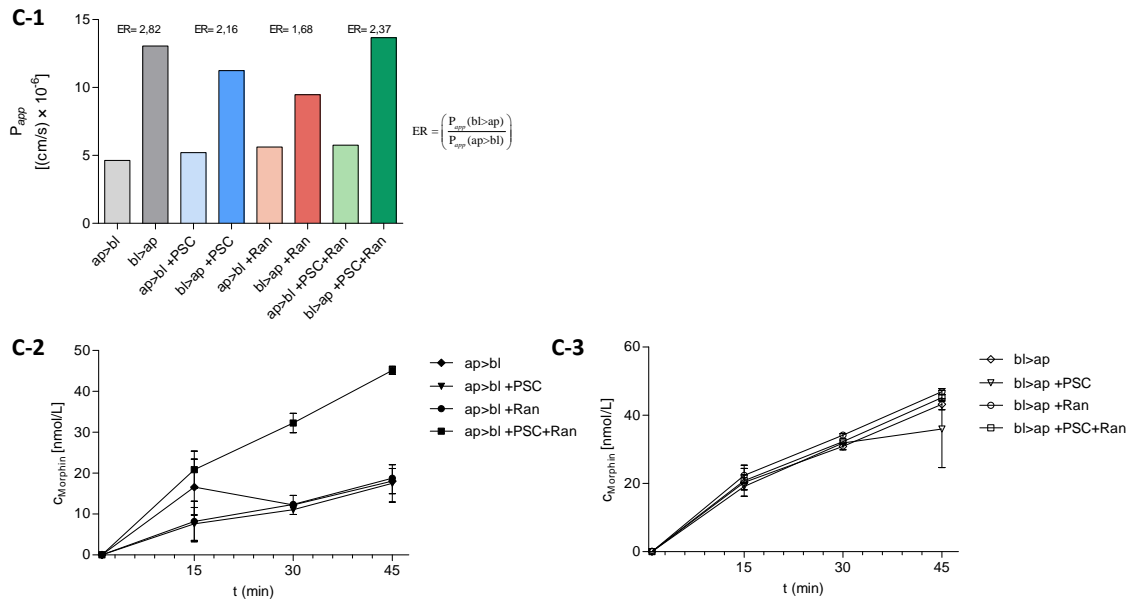 C-1
ER= 2,82
ER= 2,16
ER= 1,68
ER= 2,37
15
10
5
0
Papp
[(cm/s) × 10-6]
ap>bl
bl>ap
ap>bl +PSC
bl>ap +PSC
ap>bl +Ran
bl>ap +Ran
ap>bl +PSC+Ran
bl>ap +PSC+Ran
ER = (Papp (bl>ap) / Papp (ap>bl))
C-2
50
40
30
20
10
0
cMorphin [nmol/L]
15
30
45
t (min)
ap>bl
ap>bl +PSC
ap>bl +Ran
ap>bl +PSC+Ran
C-3
60
40
20
0
cMorphin [nmol/L]
15
30
45
t (min)
bl>ap
bl>ap +PSC
bl>ap +Ran
bl>ap +PSC+Ran